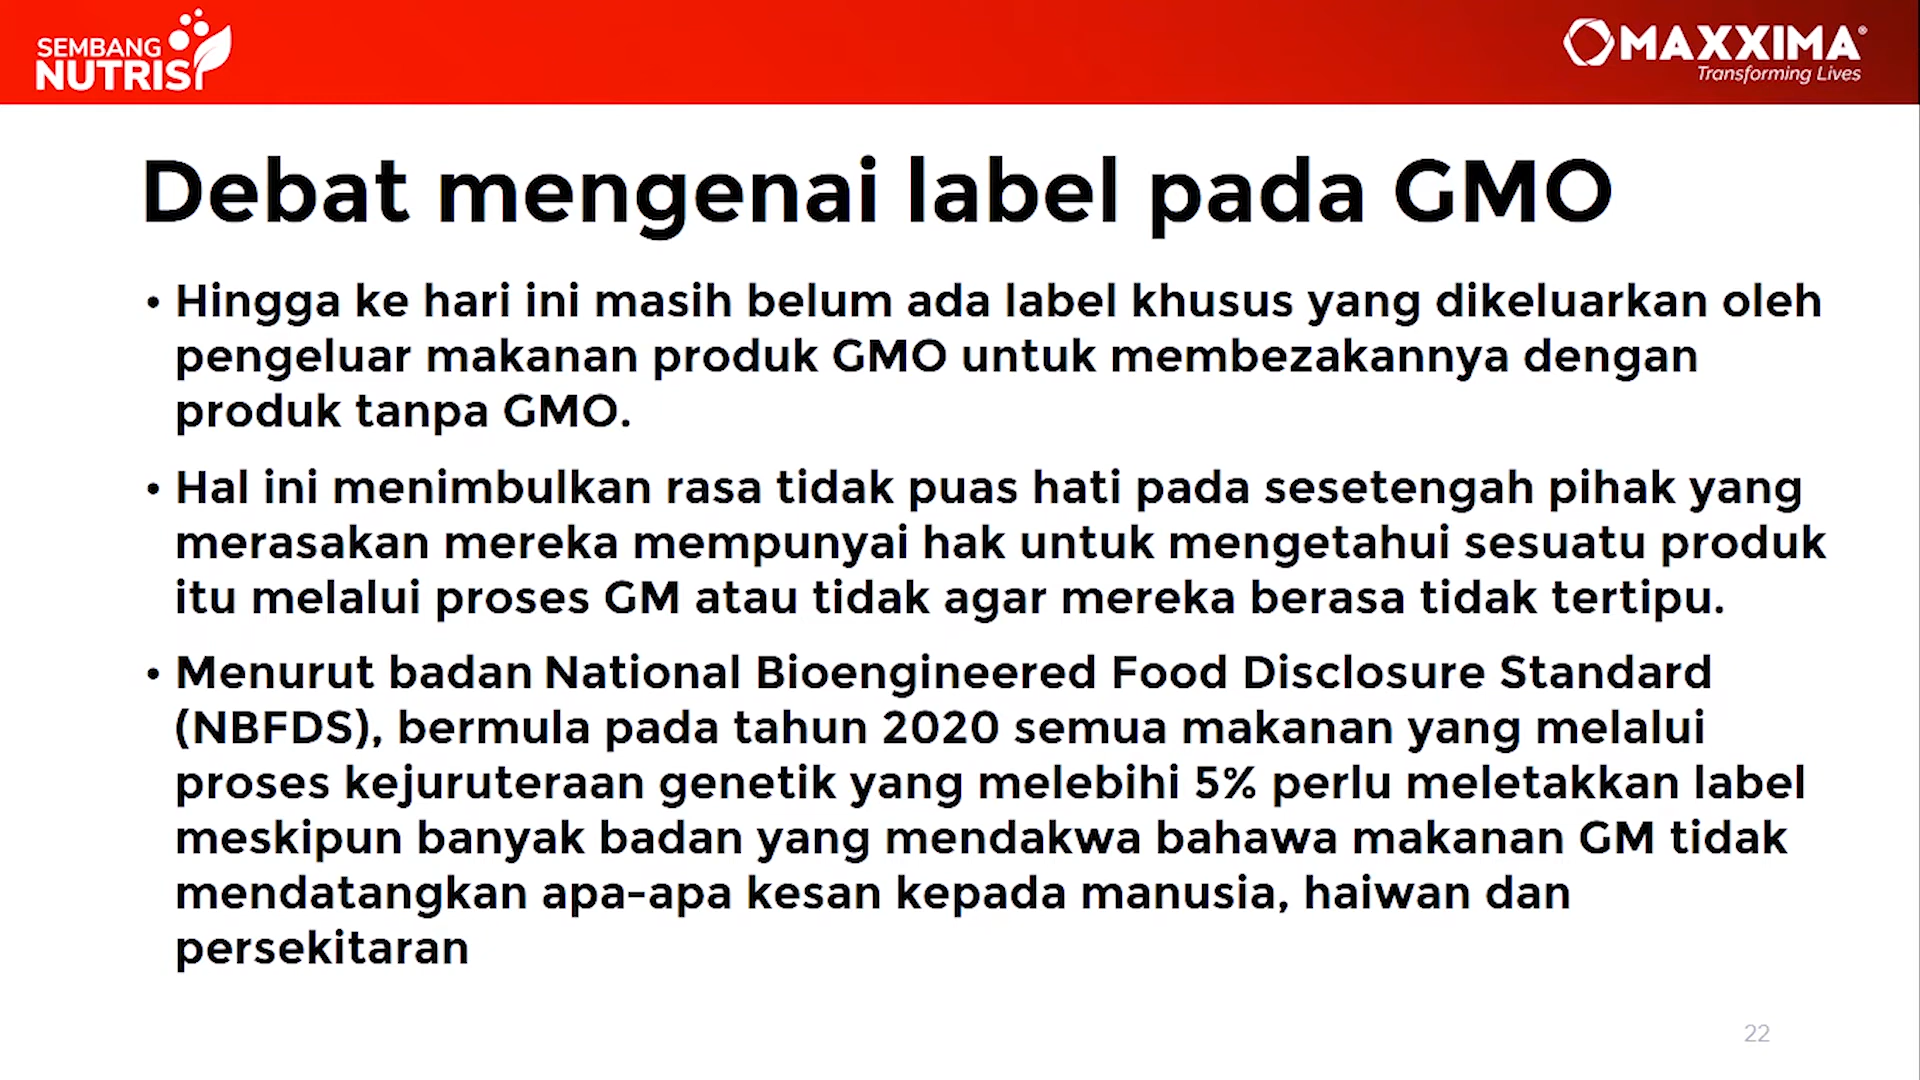 SEMBANG
NUTRISI
MAXXIMA®
Transforming Lives
Debat mengenai label pada GMO
• Hingga ke hari ini masih belum ada label khusus yang dikeluarkan oleh
pengeluar makanan produk GMO untuk membezakannya dengan
produk tanpa GMO.
• Hal ini menimbulkan rasa tidak puas hati pada sesetengah pihak yang
merasakan mereka mempunyai hak untuk mengetahui sesuatu produk
itu melalui proses GM atau tidak agar mereka berasa tidak tertipu.
• Menurut badan National Bioengineered Food Disclosure Standard
(NBFDS), bermula pada tahun 2020 semua makanan yang melalui
proses kejuruteraan genetik yang melebihi 5% perlu meletakkan label
meskipun banyak badan yang mendakwa bahawa makanan GM tidak
mendatangkan apa-apa kesan kepada manusia, haiwan dan
persekitaran
22